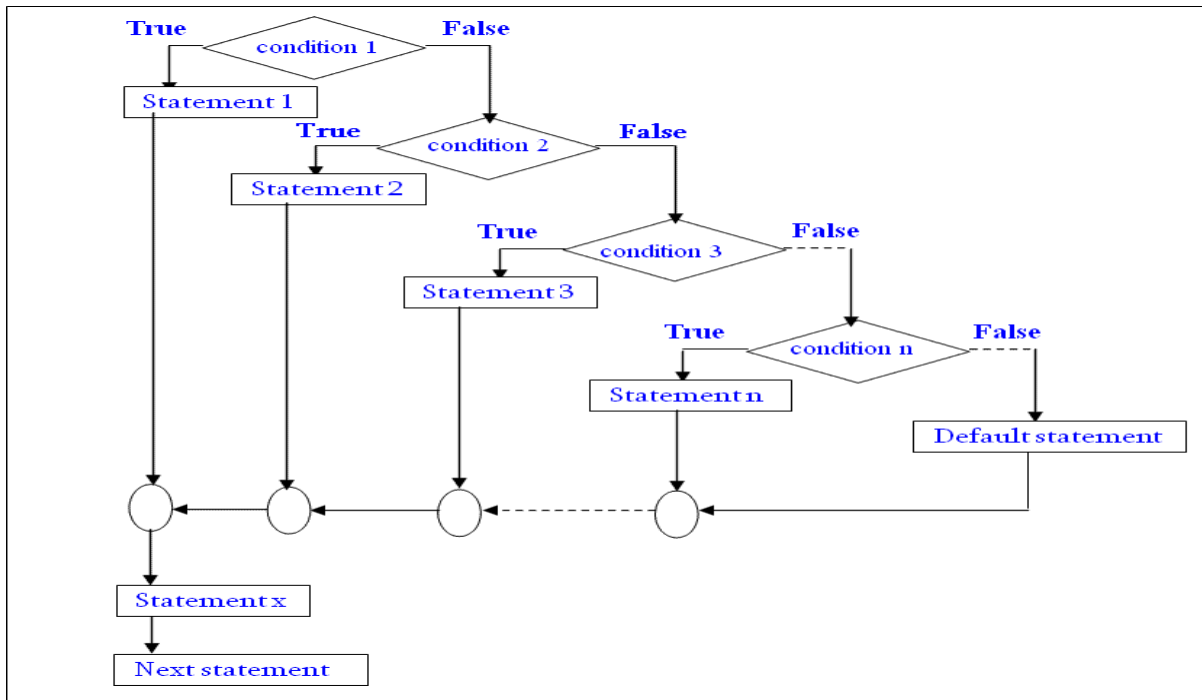 True
False
condition 1
Statement 1
True
False
condition 2
Statement 2
True
False
condition 3
Statement 3
True
False
condition n
Statement n
Default statement
Statement x
Next statement